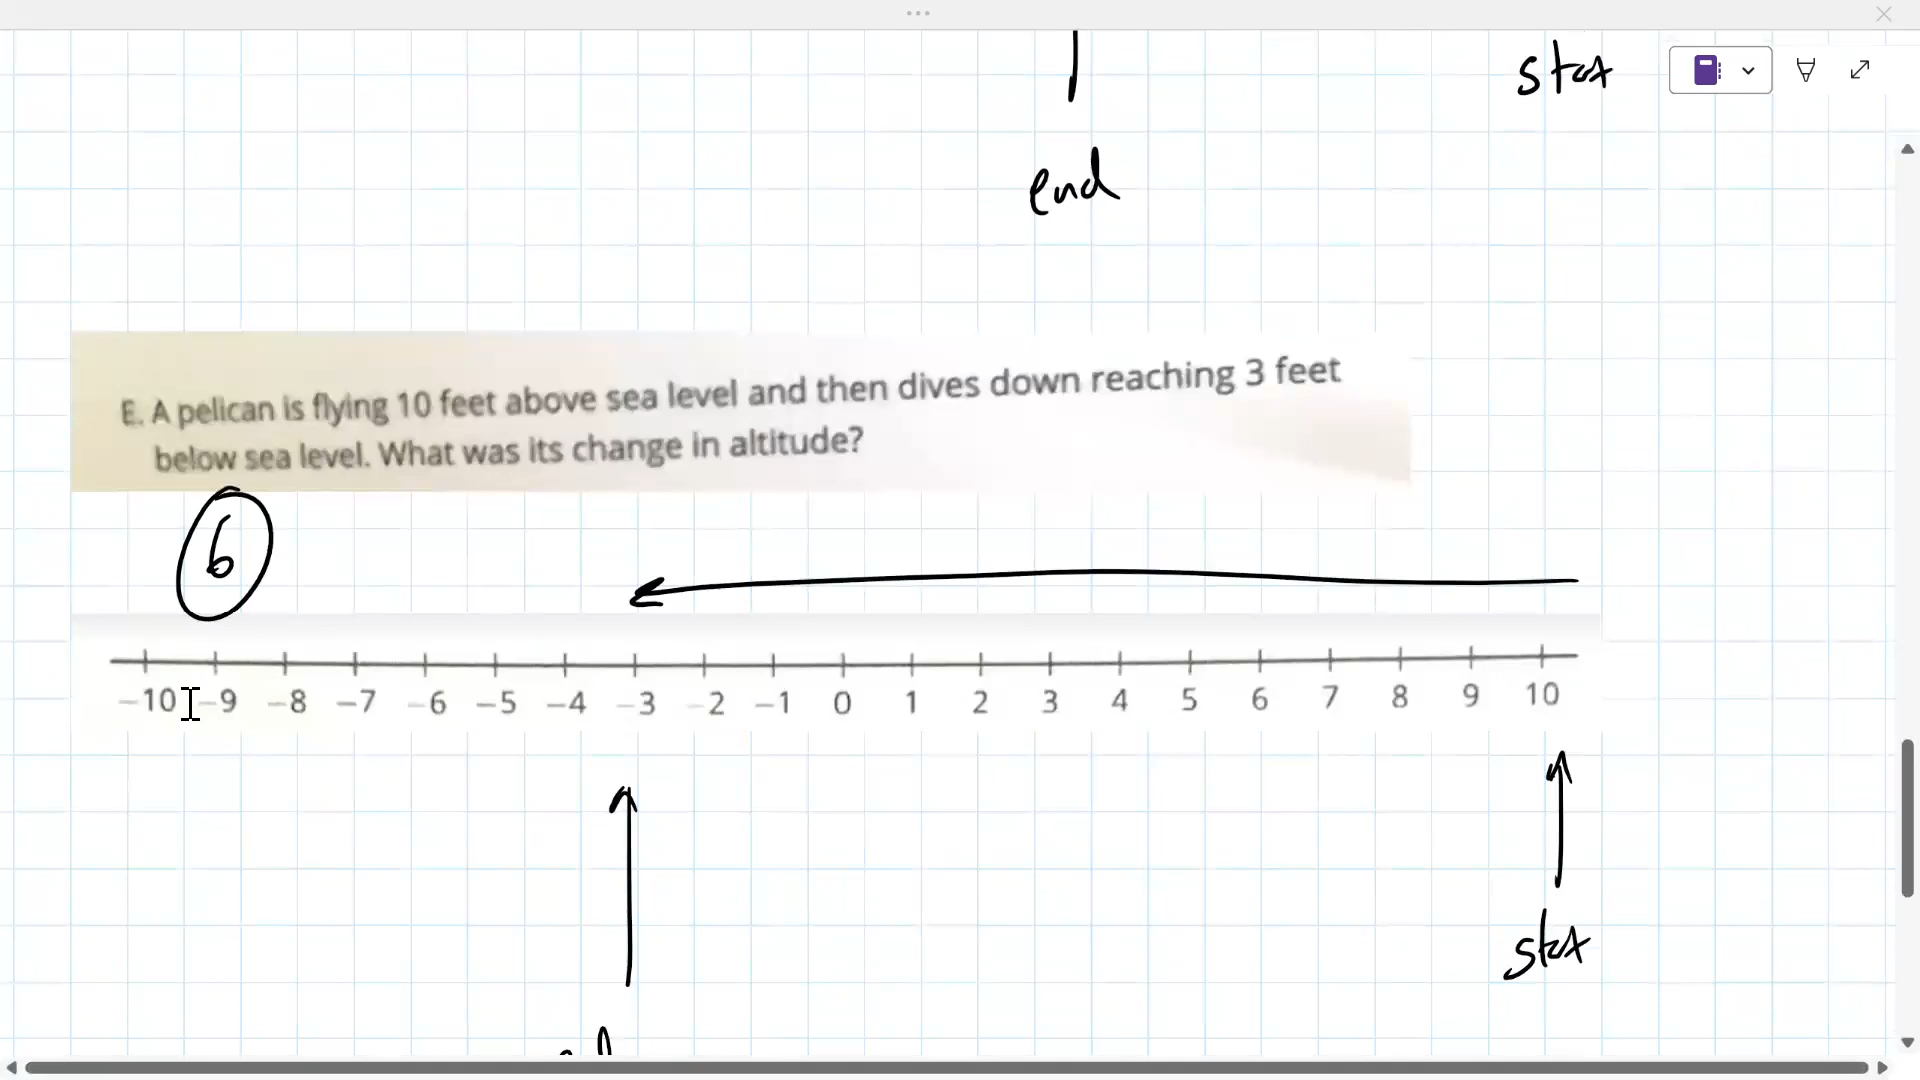 start
end
E. A pelican is flying 10 feet above sea level and then dives down reaching 3 feet
below sea level. What was its change in altitude?
6
−10 −9 −8 −7 −6 −5 −4 −3 −2 −1 0 1 2 3 4 5 6 7 8 9 10
start